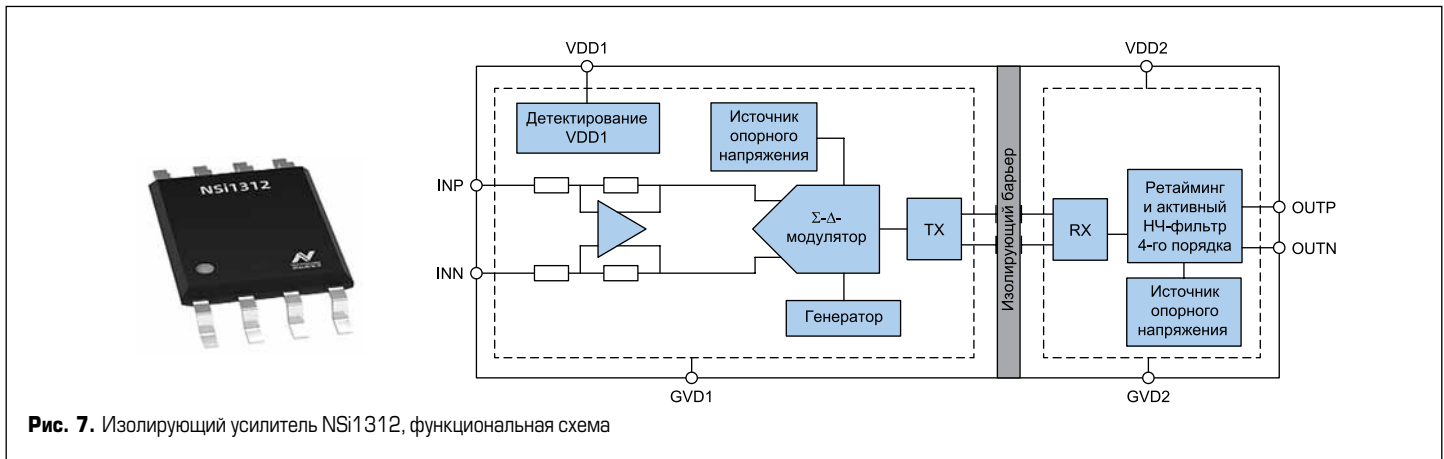 NSi1312
VDD1
VDD2
Детектирование
VDD1
Источник
опорного
напряжения
INP
INN
Σ-Δ-
модулятор
TX
Генератор
Изолирующий барьер
RX
Ретайминг
и активный
НЧ-фильтр
4-го порядка
OUTP
OUTN
Источник
опорного
напряжения
GVD1
GVD2
Рис. 7. Изолирующий усилитель NSi1312, функциональная схема